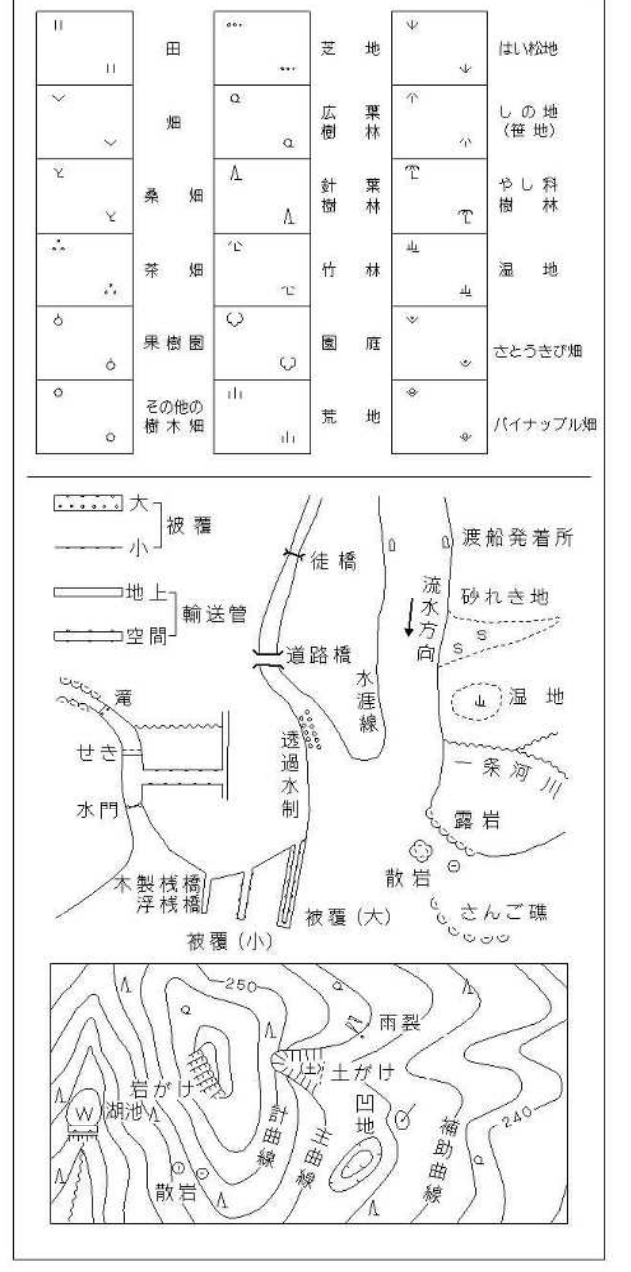 田
芝地
はい松地
畑
広葉
樹林
しの地
(笹地)
桑畑
針葉
樹林
やし科
樹林
茶畑
竹林
湿地
果樹園
園庭
さとうきび畑
その他の
樹木畑
荒地
パイナップル畑
大
小
被覆
地上
空間
輸送管
徒橋
道路橋
渡船発着所
流水方向
砂れき地
S
S
湿地
水涯線
滝
せき
水門
透過水制
一条河川
露岩
散岩
さんご礁
木製桟橋
浮桟橋
被覆(小)
被覆(大)
250
雨裂
岩がけ
(土)
土がけ
湖池
W
計曲線
主曲線
凹地
補助曲線
240
散岩